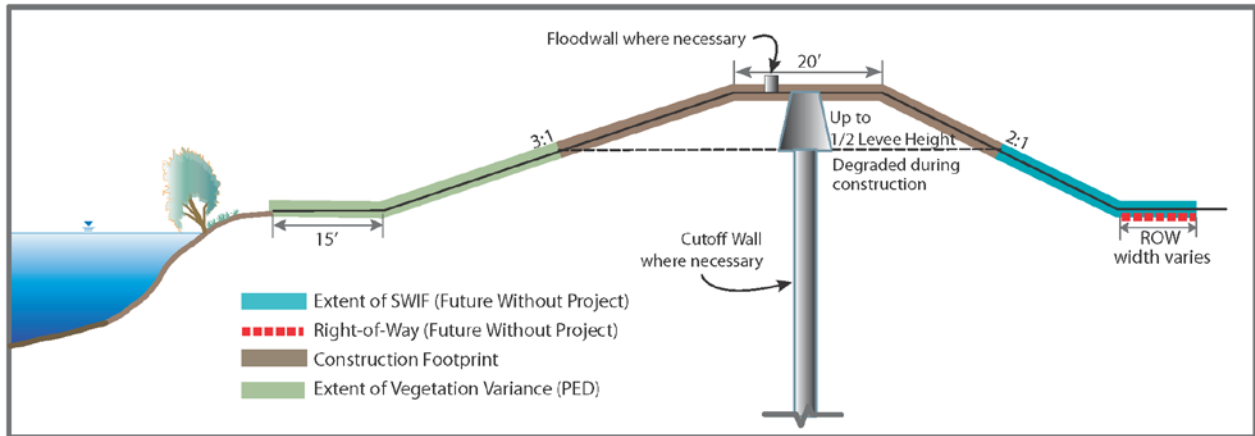 Floodwall where necessary
20'
3:1
Up to
1/2 Levee Height
2:1
Degraded during
construction
15'
Cutoff Wall
where necessary
ROW
width varies
Extent of SWIF (Future Without Project)
Right-of-Way (Future Without Project)
Construction Footprint
Extent of Vegetation Variance (PED)